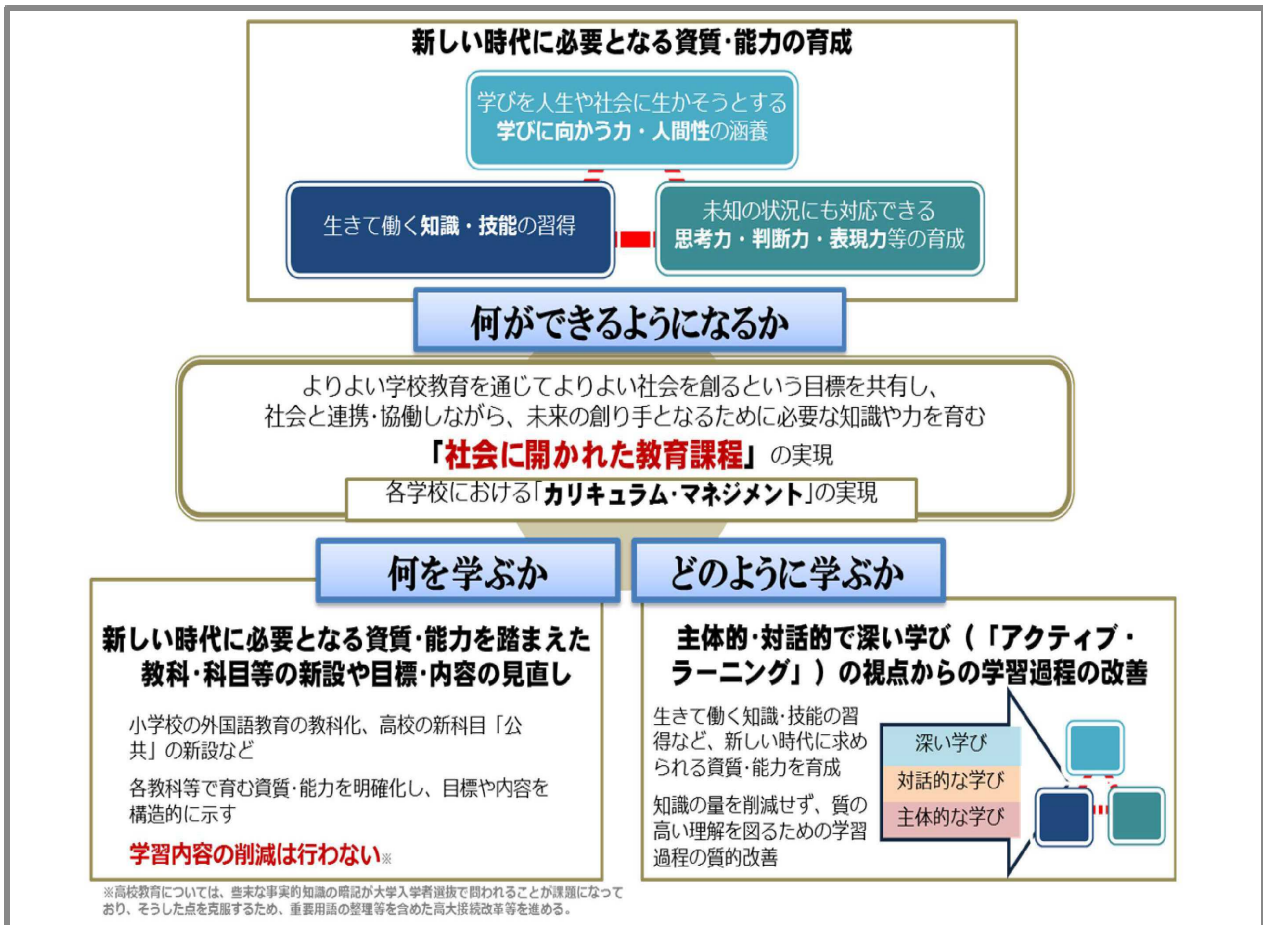 新しい時代に必要となる資質・能力の育成
学びを人生や社会に生かそうとする
学びに向かう力・人間性の涵養
生きて働く知識・技能の習得
未知の状況にも対応できる
思考力・判断力・表現力等の育成
何ができるようになるか
よりよい学校教育を通じてよりよい社会を創るという目標を共有し、
社会と連携・協働しながら、未来の創り手となるために必要な知識や力を育む
「社会に開かれた教育課程」の実現
各学校における「カリキュラム・マネジメント」の実現
何を学ぶか
新しい時代に必要となる資質・能力を踏まえた
教科・科目等の新設や目標・内容の見直し
小学校の外国語教育の教科化、高校の新科目「公
共」の新設など
各教科等で育む資質・能力を明確化し、目標や内容を
構造的に示す
学習内容の削減は行わない※
※高校教育については、些末な事実的知識の暗記が大学入学者選抜で問われることが課題になって
おり、そうした点を克服するため、重要用語の整理等を含めた高大接続改革等を進める。
どのように学ぶか
主体的・対話的で深い学び（「アクティブ・
ラーニング」）の視点からの学習過程の改善
生きて働く知識・技能の習
得など、新しい時代に求め
られる資質・能力を育成
知識の量を削減せず、質の
高い理解を図るための学習
過程の質的改善
深い学び
対話的な学び
主体的な学び